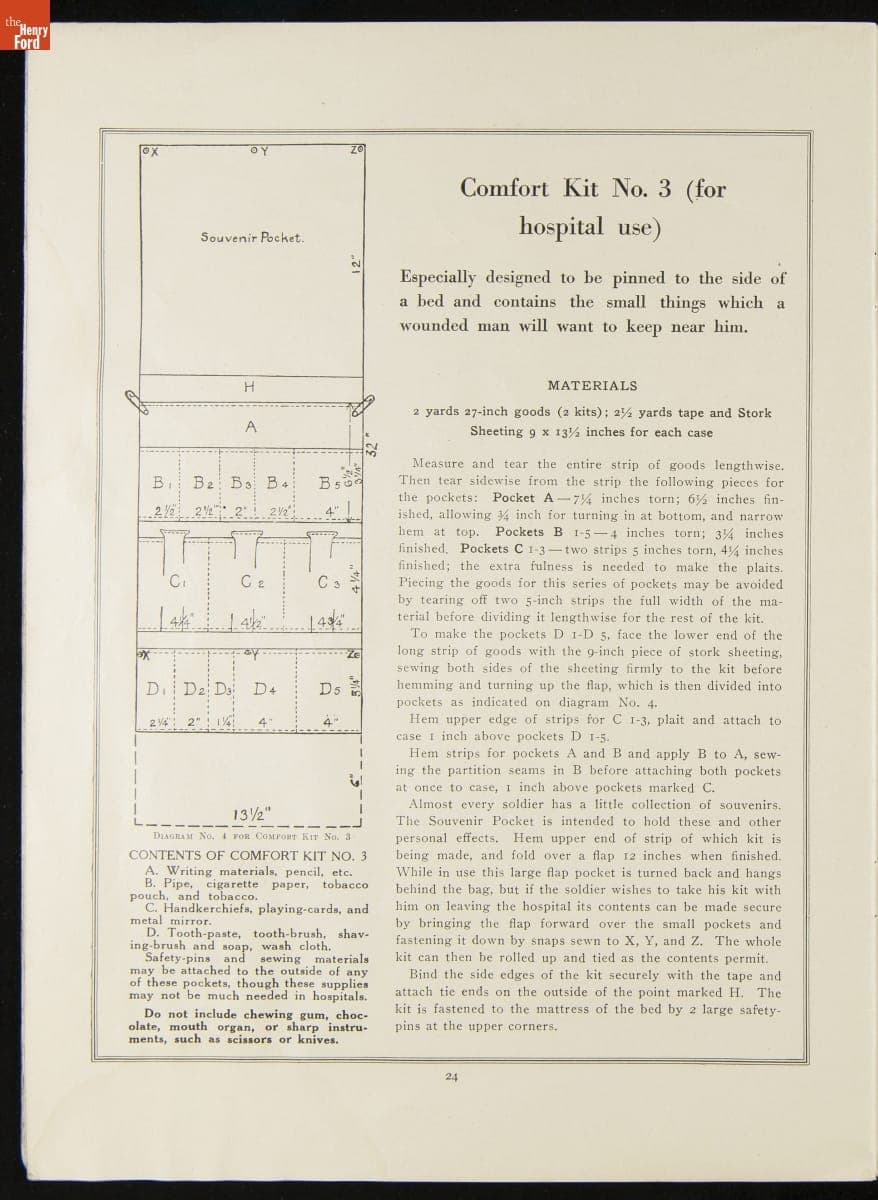 the
Henry
Ford
X
Y
Z
Souvenir Pocket.
12"
H
A
32"
B1
B2
B3
B4
B5
6½"
3¼"
2½"
2½"
2"
2½"
4"
C1
C2
C3
4¼"
4½"
4¾"
X
Y
Z
D1
D2
D3
D4
D5
2¼"
2"
1¼"
4"
4"
6"
13½"
Diagram No. 4 for Comfort Kit No. 3
CONTENTS OF COMFORT KIT NO. 3
A. Writing materials, pencil, etc.
B. Pipe, cigarette paper, tobacco
pouch, and tobacco.
C. Handkerchiefs, playing-cards, and
metal mirror.
D. Tooth-paste, tooth-brush, shav-
ing-brush and soap, wash cloth.
Safety-pins and sewing materials
may be attached to the outside of any
of these pockets, though these supplies
may not be much needed in hospitals.
Do not include chewing gum, choc-
olate, mouth organ, or sharp instru-
ments, such as scissors or knives.
Comfort Kit No. 3 (for
hospital use)
Especially designed to be pinned to the side of
a bed and contains the small things which a
wounded man will want to keep near him.
MATERIALS
2 yards 27-inch goods (2 kits); 2½ yards tape and Stork
Sheeting 9 x 13½ inches for each case
Measure and tear the entire strip of goods lengthwise.
Then tear sidewise from the strip the following pieces for
the pockets: Pocket A—7¼ inches torn; 6½ inches fin-
ished, allowing ¾ inch for turning in at bottom, and narrow
hem at top. Pockets B 1-5—4 inches torn; 3¼ inches
finished. Pockets C 1-3—two strips 5 inches torn, 4¼ inches
finished; the extra fulness is needed to make the plaits.
Piecing the goods for this series of pockets may be avoided
by tearing off two 5-inch strips the full width of the ma-
terial before dividing it lengthwise for the rest of the kit.
To make the pockets D 1-D 5, face the lower end of the
long strip of goods with the 9-inch piece of stork sheeting,
sewing both sides of the sheeting firmly to the kit before
hemming and turning up the flap, which is then divided into
pockets as indicated on diagram No. 4.
Hem upper edge of strips for C 1-3, plait and attach to
case 1 inch above pockets D 1-5.
Hem strips for pockets A and B and apply B to A, sew-
ing the partition seams in B before attaching both pockets
at once to case, 1 inch above pockets marked C.
Almost every soldier has a little collection of souvenirs.
The Souvenir Pocket is intended to hold these and other
personal effects. Hem upper end of strip of which kit is
being made, and fold over a flap 12 inches when finished.
While in use this large flap pocket is turned back and hangs
behind the bag, but if the soldier wishes to take his kit with
him on leaving the hospital its contents can be made secure
by bringing the flap forward over the small pockets and
fastening it down by snaps sewn to X, Y, and Z. The whole
kit can then be rolled up and tied as the contents permit.
Bind the side edges of the kit securely with the tape and
attach tie ends on the outside of the point marked H. The
kit is fastened to the mattress of the bed by 2 large safety-
pins at the upper corners.
24